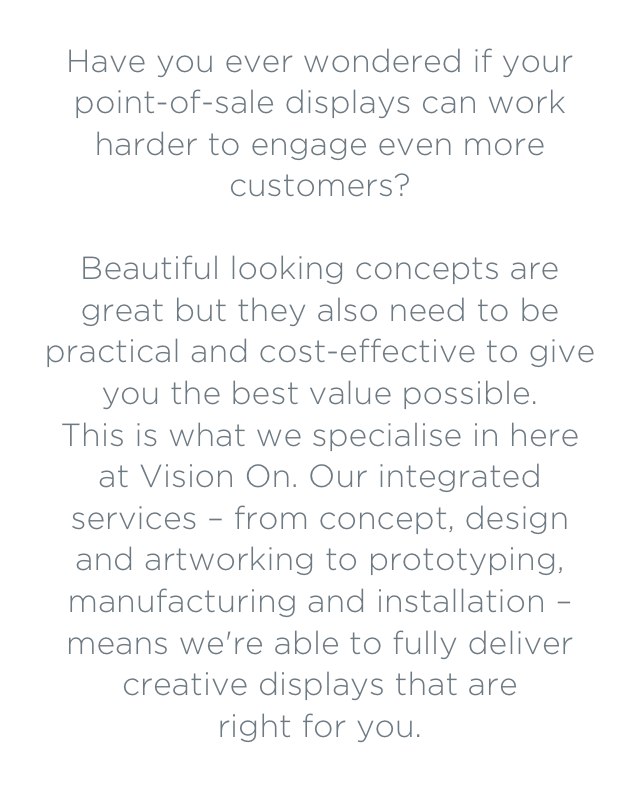 Have you ever wondered if your
point-of-sale displays can work
harder to engage even more
customers?
Beautiful looking concepts are
great but they also need to be
practical and cost-effective to give
you the best value possible.
This is what we specialise in here
at Vision On. Our integrated
services – from concept, design
and artworking to prototyping,
manufacturing and installation –
means we're able to fully deliver
creative displays that are
right for you.